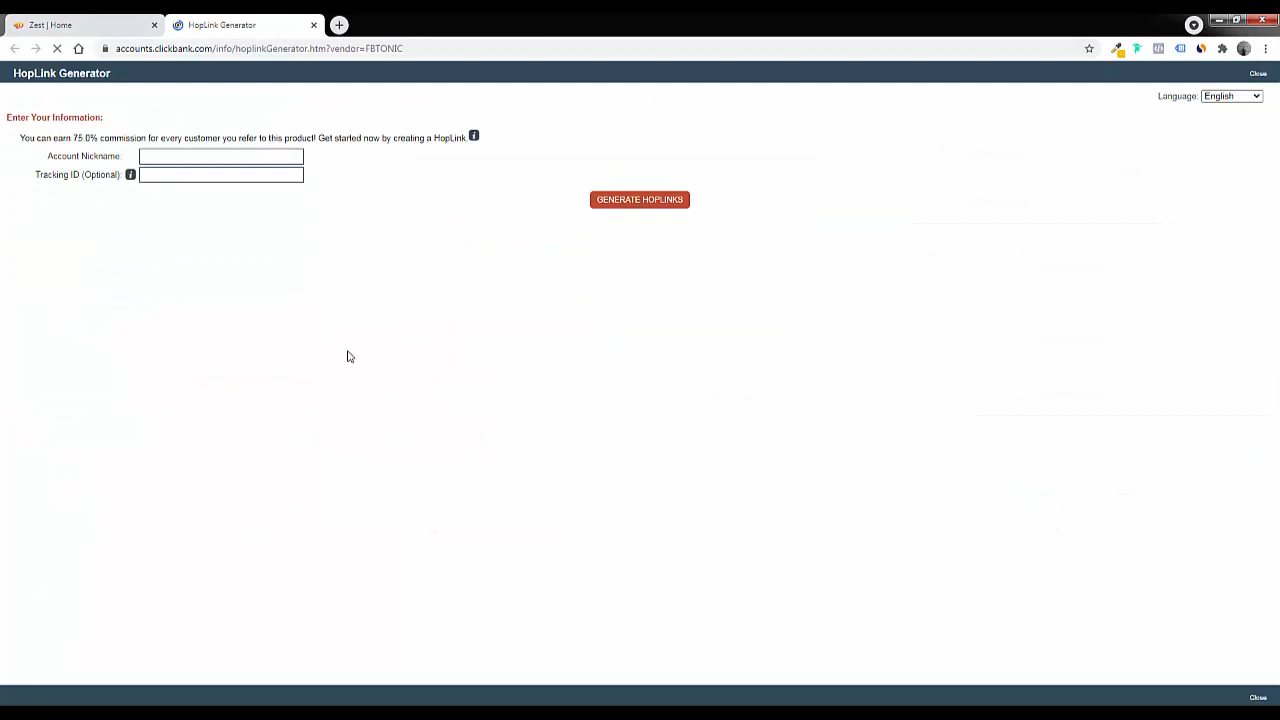 Zest | Home
HopLink Generator
accounts.clickbank.com/info/hoplinkGenerator.htm?vendor=FBTONIC
HopLink Generator
Close
Language: English
Enter Your Information:
You can earn 75.0% commission for every customer you refer to this product! Get started now by creating a HopLink.
Account Nickname:
Tracking ID (Optional):
GENERATE HOPLINKS
Close